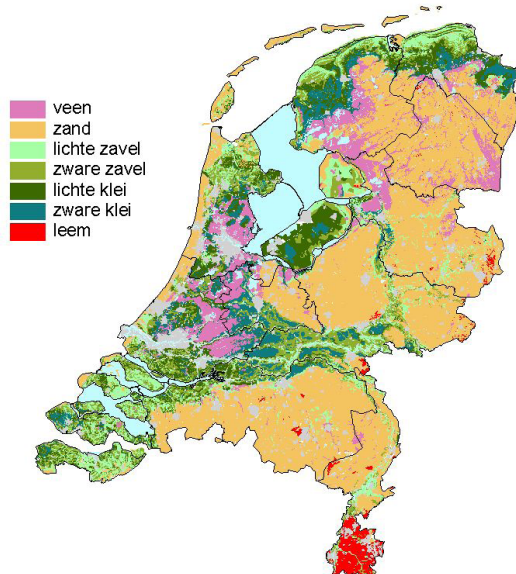 veen
zand
lichte zavel
zware zavel
lichte klei
zware klei
leem